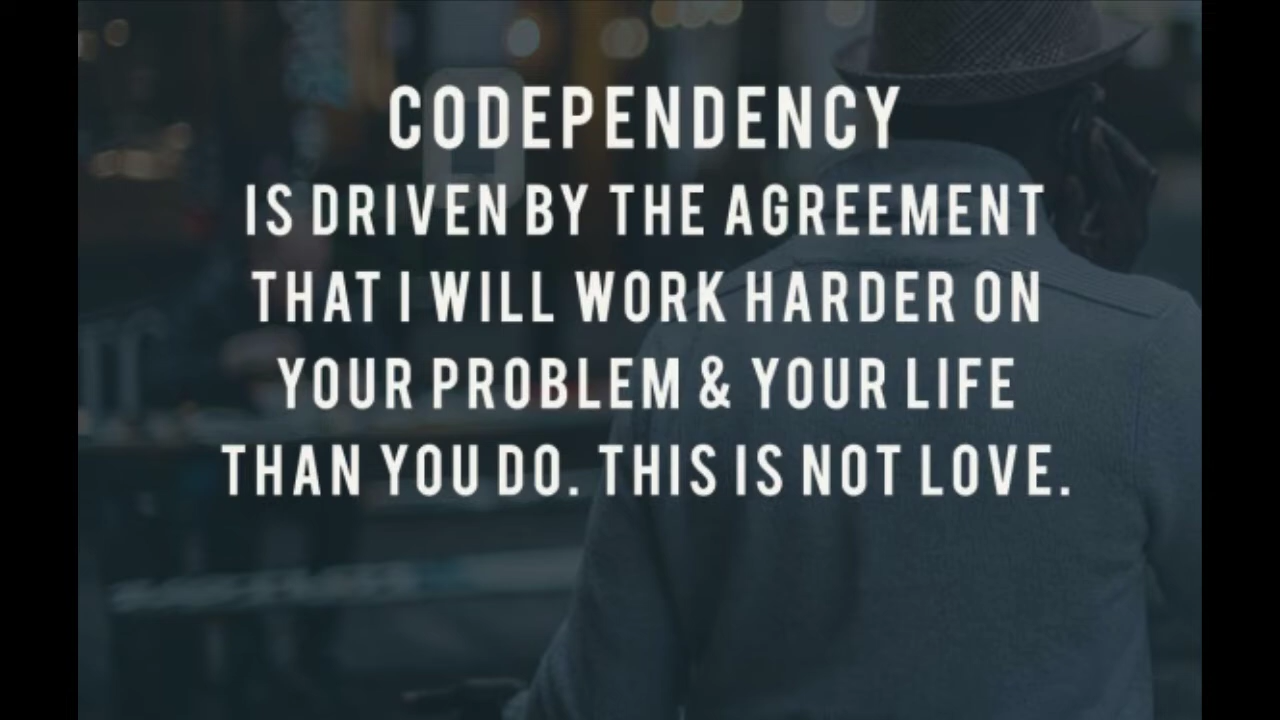 CODEPENDENCY
IS DRIVEN BY THE AGREEMENT
THAT I WILL WORK HARDER ON
YOUR PROBLEM & YOUR LIFE
THAN YOU DO. THIS IS NOT LOVE.